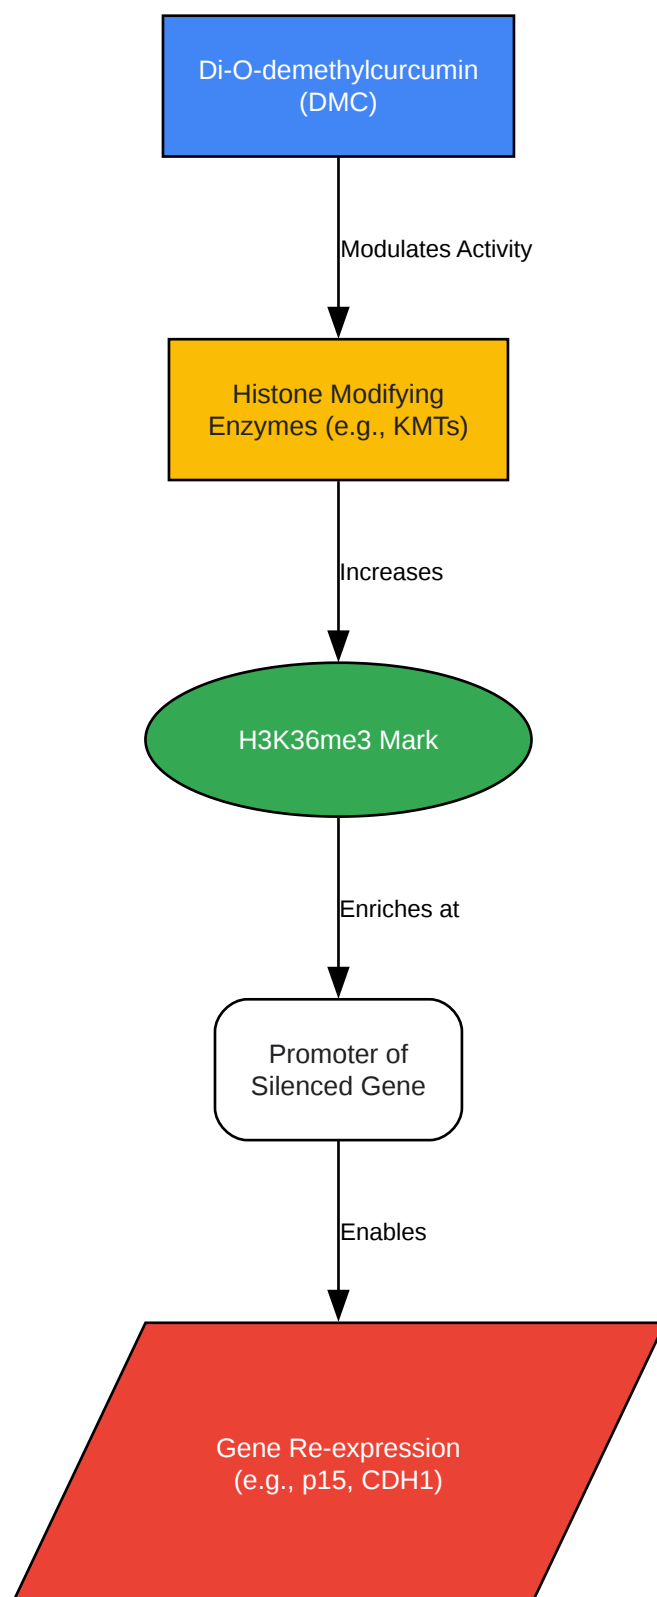 Di-O-demethylcurcumin
(DMC)
Modulates Activity
Histone Modifying
Enzymes (e.g., KMTs)
Increases
H3K36me3 Mark
Enriches at
Promoter of
Silenced Gene
Enables
Gene Re-expression
(e.g., p15, CDH1)